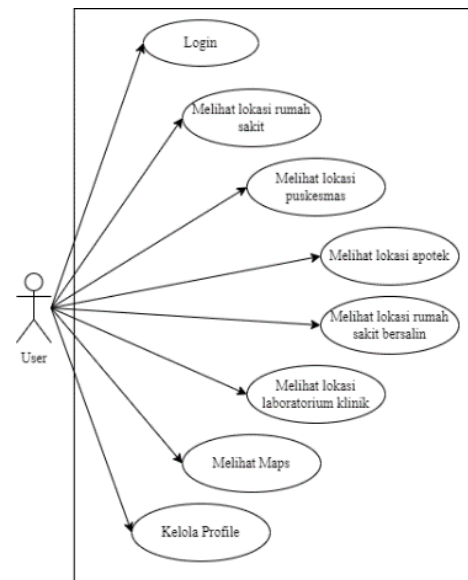 Login
Melihat lokasi rumah
sakit
Melihat lokasi
puskesmas
Melihat lokasi apotek
Melihat lokasi rumah
sakit bersalin
User
Melihat lokasi
laboratorium klinik
Melihat Maps
Kelola Profile